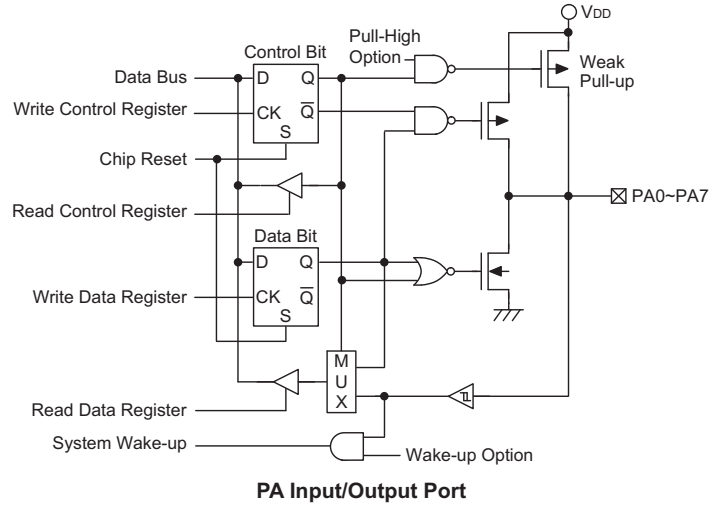 VDD
Pull-High
Option
Control Bit
Weak
Pull-up
Data Bus
D
Q
Write Control Register
CK
Q̅
S
Chip Reset
Read Control Register
PA0~PA7
Data Bit
D
Q
Write Data Register
CK
Q̅
S
M
U
X
Read Data Register
System Wake-up
Wake-up Option
PA Input/Output Port